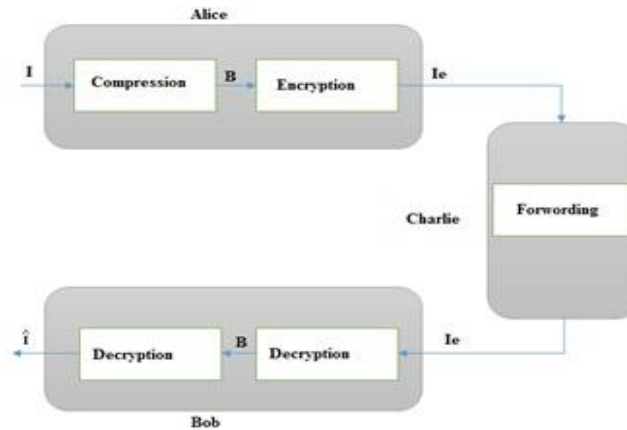 Alice
I
Compression
B
Encryption
Ie
Charlie
Forwording
Î
Decryption
B
Decryption
Ie
Bob